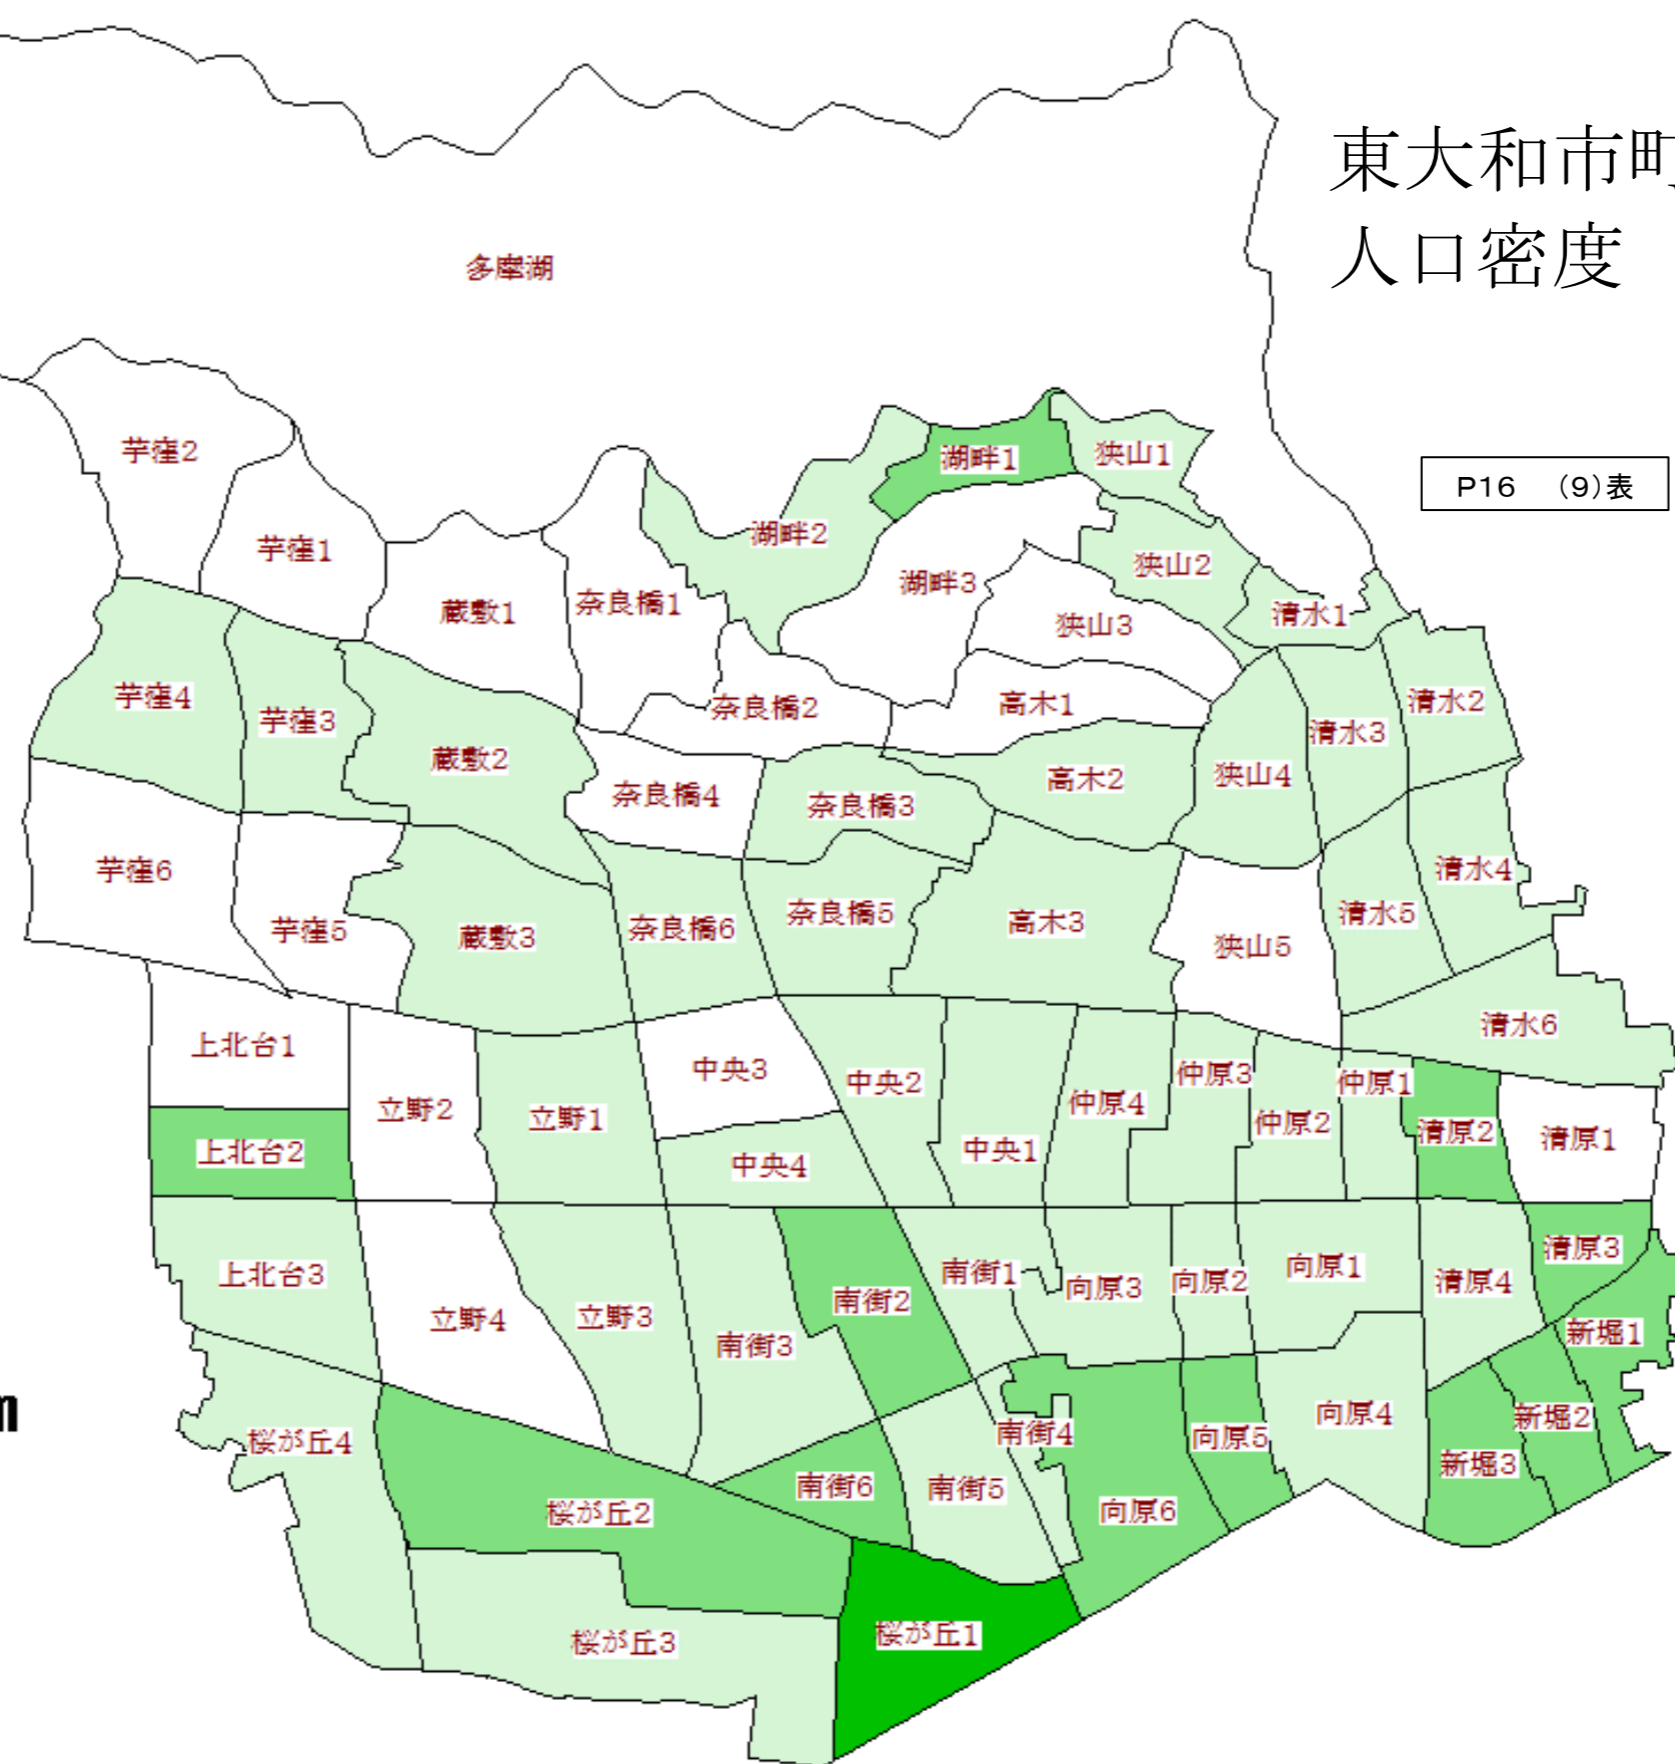 東大和市町
人口密度
多摩湖
P16　（9）表
芋窪2
湖畔1
狭山1
芋窪1
湖畔2
狭山2
湖畔3
奈良橋1
蔵敷1
清水1
狭山3
芋窪4
芋窪3
奈良橋2
高木1
清水2
清水3
蔵敷2
高木2
狭山4
奈良橋4
奈良橋3
芋窪6
清水4
芋窪5
蔵敷3
奈良橋6
奈良橋5
高木3
清水5
狭山5
清水6
上北台1
中央3
中央2
仲原3
仲原1
立野2
立野1
仲原4
仲原2
清原2
清原1
上北台2
中央4
中央1
清原3
上北台3
南街1
向原3
向原2
向原1
清原4
南街2
立野4
立野3
南街3
新堀1
m
桜が丘4
南街4
向原5
向原4
新堀2
新堀3
南街6
南街5
桜が丘2
向原6
桜が丘3
桜が丘1